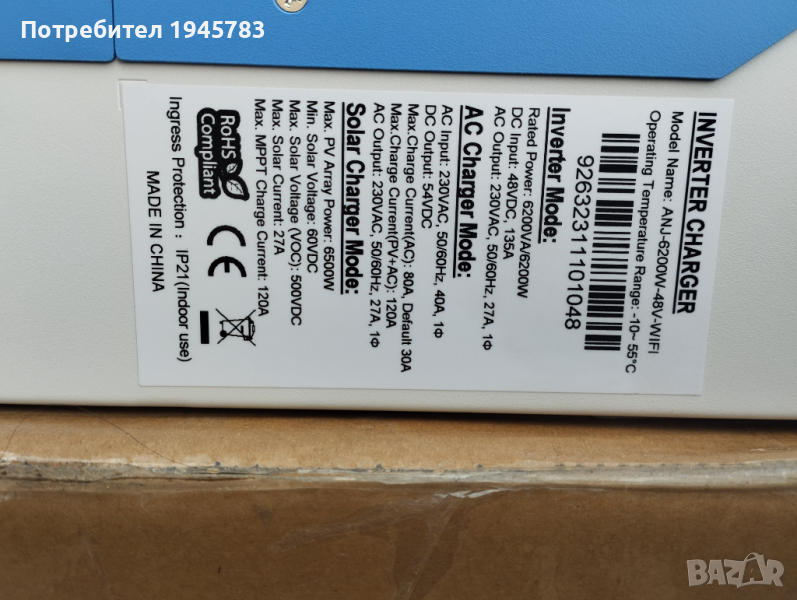 Потребител 1945783
INVERTER CHARGER
Model Name: ANJ-6200W-48V-WIFI
Operating Temperature Range: -10~ 55°C
92632311101048
Inverter Mode:
Rated Power: 6200VA/6200W
DC Input: 48VDC, 135A
AC Output: 230VAC, 50/60Hz, 27A, 1Φ
AC Charger Mode:
AC Input: 230VAC, 50/60Hz, 40A, 1Φ
DC Output: 54VDC
Max.Charge Current(AC): 80A, Default 30A
Max.Charge Current(PV+AC): 120A
AC Output: 230VAC, 50/60Hz, 27A, 1Φ
Solar Charger Mode:
Max. PV Array Power: 6500W
Min. Solar Voltage: 60VDC
Max. Solar Voltage (VOC): 500VDC
Max. Solar Current: 27A
Max. MPPT Charge Current: 120A
RoHS
Compliant
CE
Ingress Protection : IP21(Indoor use)
MADE IN CHINA
BAZAR